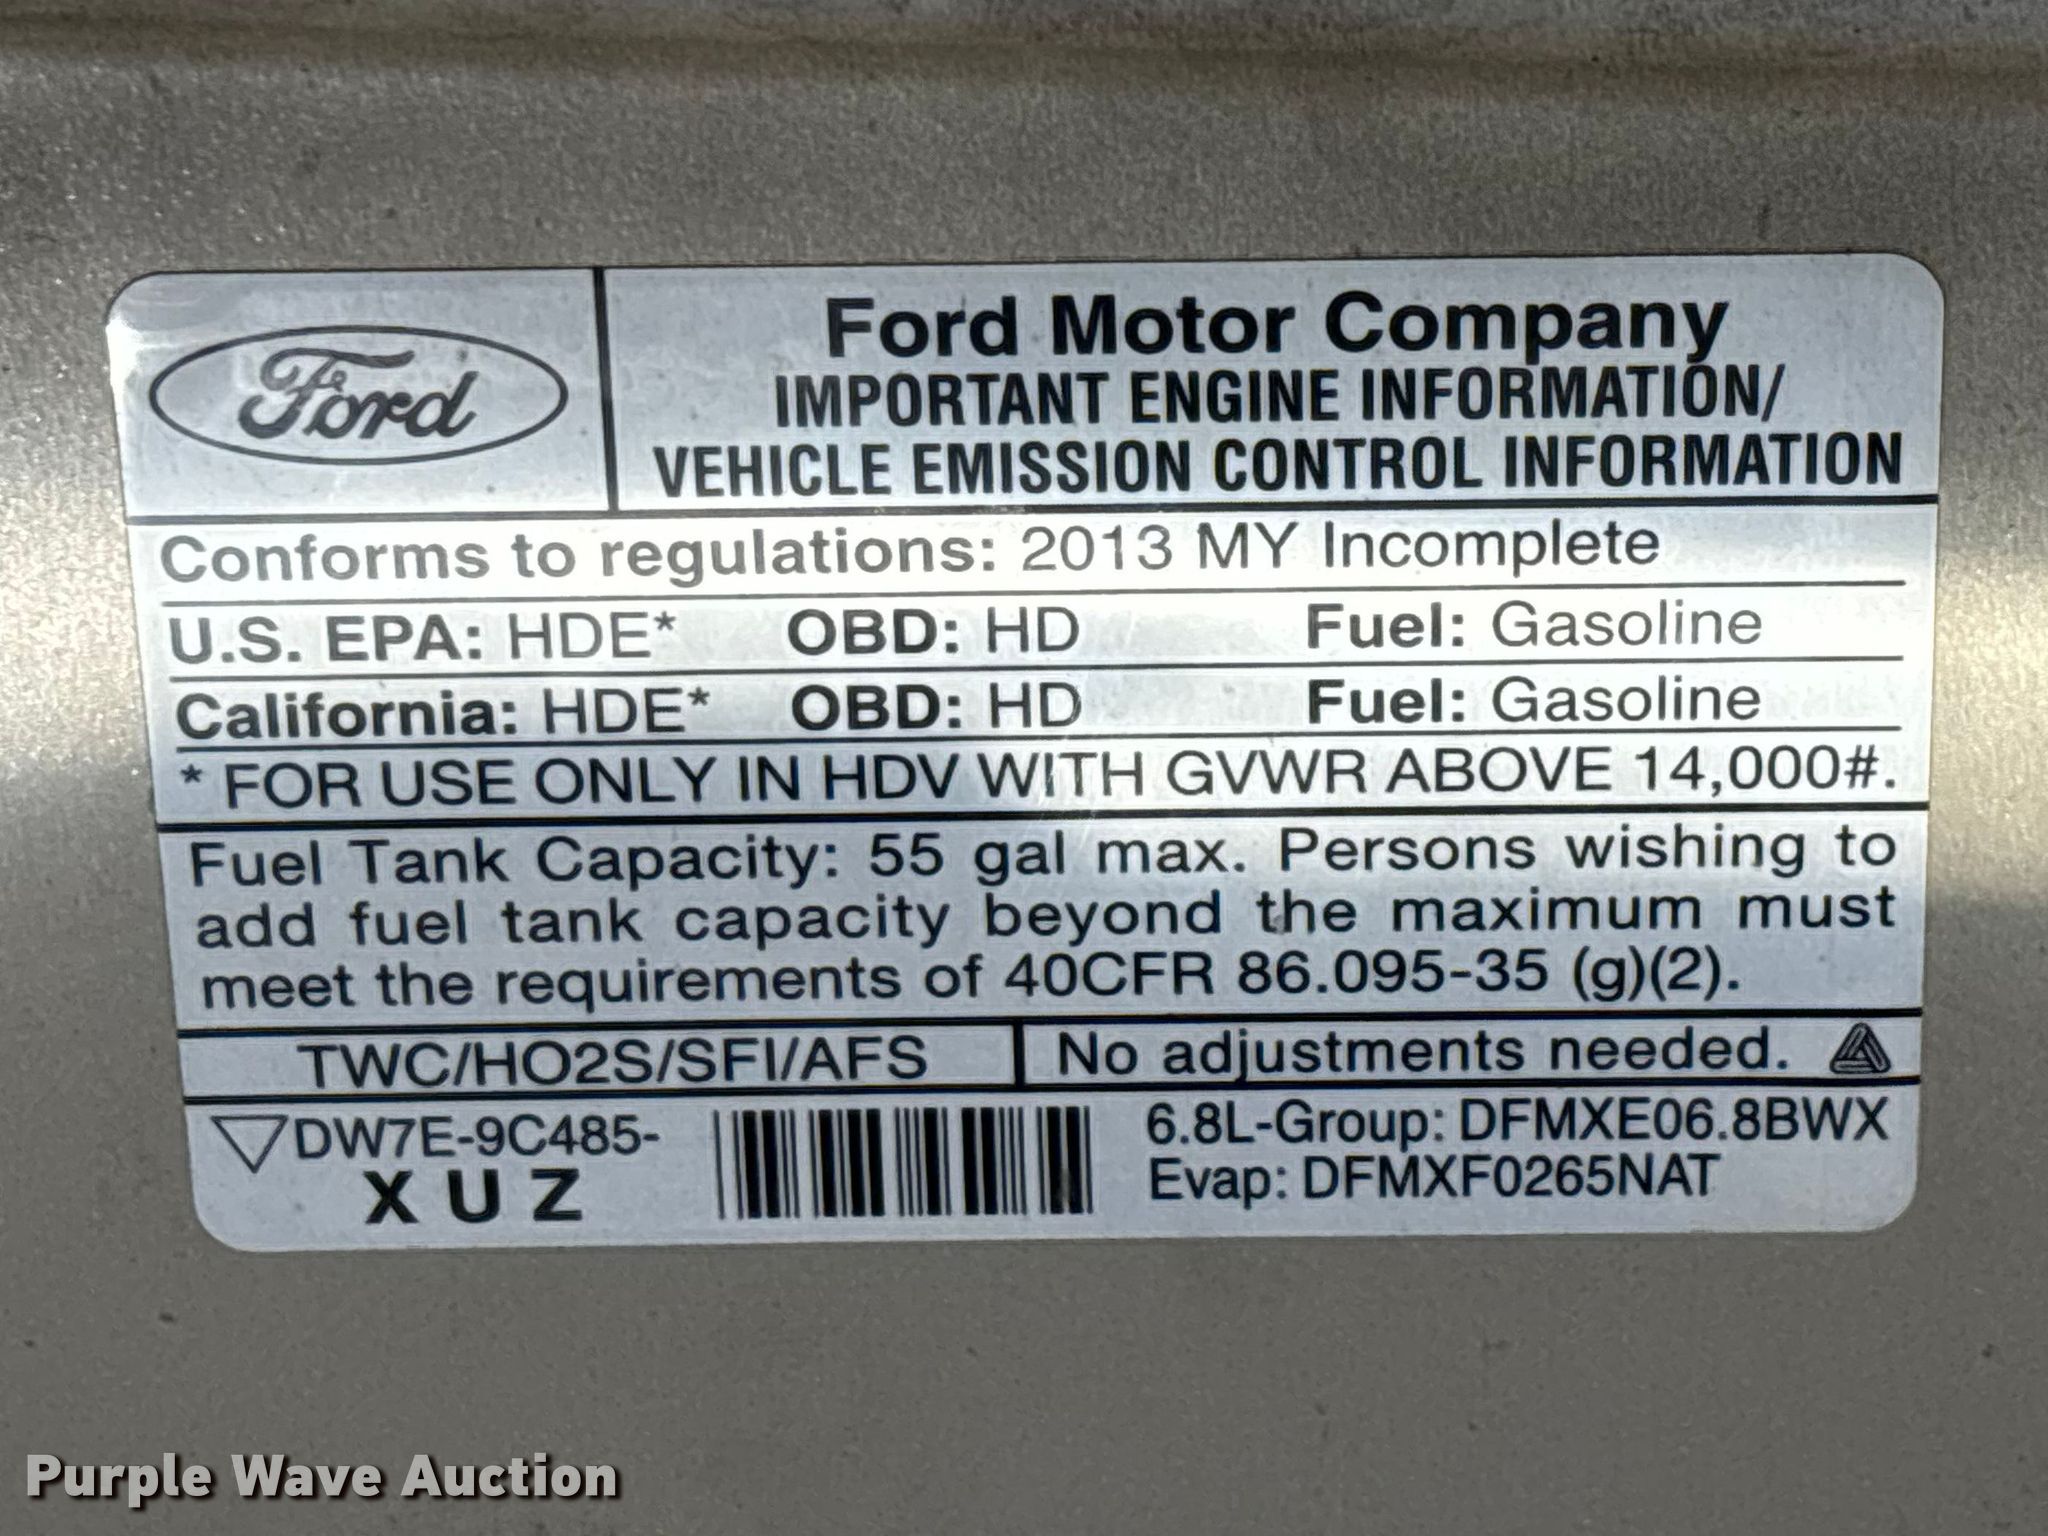 Ford
Ford Motor Company
IMPORTANT ENGINE INFORMATION/
VEHICLE EMISSION CONTROL INFORMATION
Conforms to regulations: 2013 MY Incomplete
U.S. EPA: HDE* OBD: HD Fuel: Gasoline
California: HDE* OBD: HD Fuel: Gasoline
* FOR USE ONLY IN HDV WITH GVWR ABOVE 14,000#.
Fuel Tank Capacity: 55 gal max. Persons wishing to
add fuel tank capacity beyond the maximum must
meet the requirements of 40CFR 86.095-35 (g)(2).
TWC/HO2S/SFI/AFS No adjustments needed.
DW7E-9C485-
X U Z
6.8L-Group: DFMXE06.8BWX
Evap: DFMXF0265NAT
Purple Wave Auction